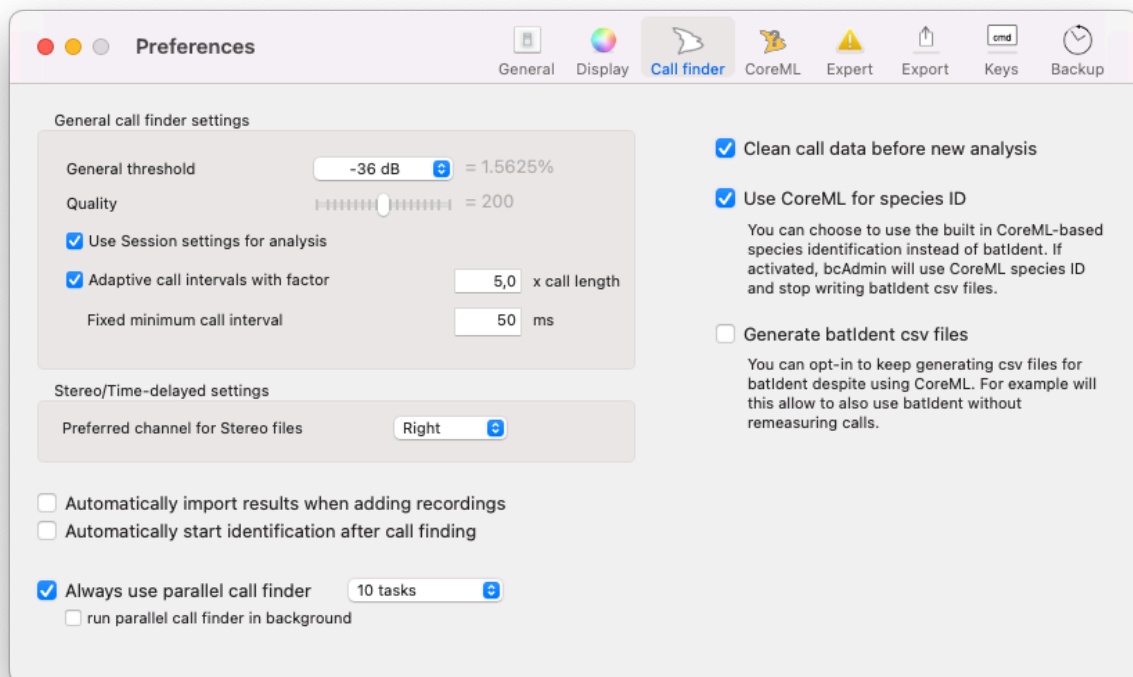 Preferences
General
Display
Call finder
CoreML
Expert
Export
cmd
Keys
Backup
General call finder settings
General threshold -36 dB = 1.5625%
Quality = 200
Use Session settings for analysis
Adaptive call intervals with factor 5,0 x call length
Fixed minimum call interval 50 ms
Stereo/Time-delayed settings
Preferred channel for Stereo files Right
Automatically import results when adding recordings
Automatically start identification after call finding
Always use parallel call finder 10 tasks
run parallel call finder in background
Clean call data before new analysis
Use CoreML for species ID
You can choose to use the built in CoreML-based
species identification instead of batIdent. If
activated, bcAdmin will use CoreML species ID
and stop writing batIdent csv files.
Generate batIdent csv files
You can opt-in to keep generating csv files for
batIdent despite using CoreML. For example will
this allow to also use batIdent without
remeasuring calls.